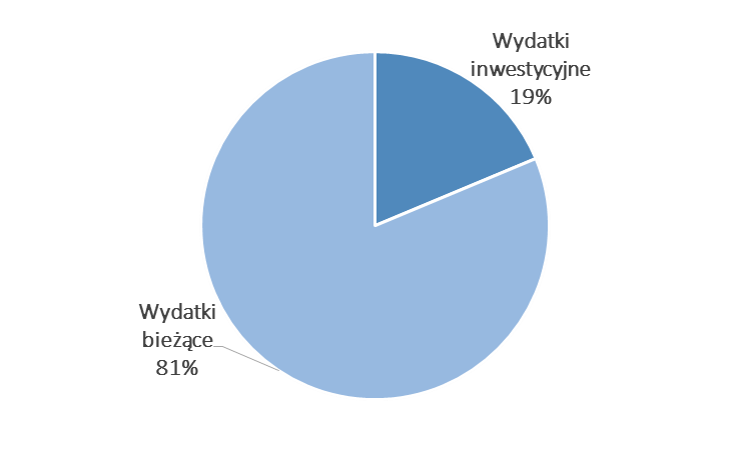 Wydatki
inwestycyjne
19%
Wydatki
bieżące
81%